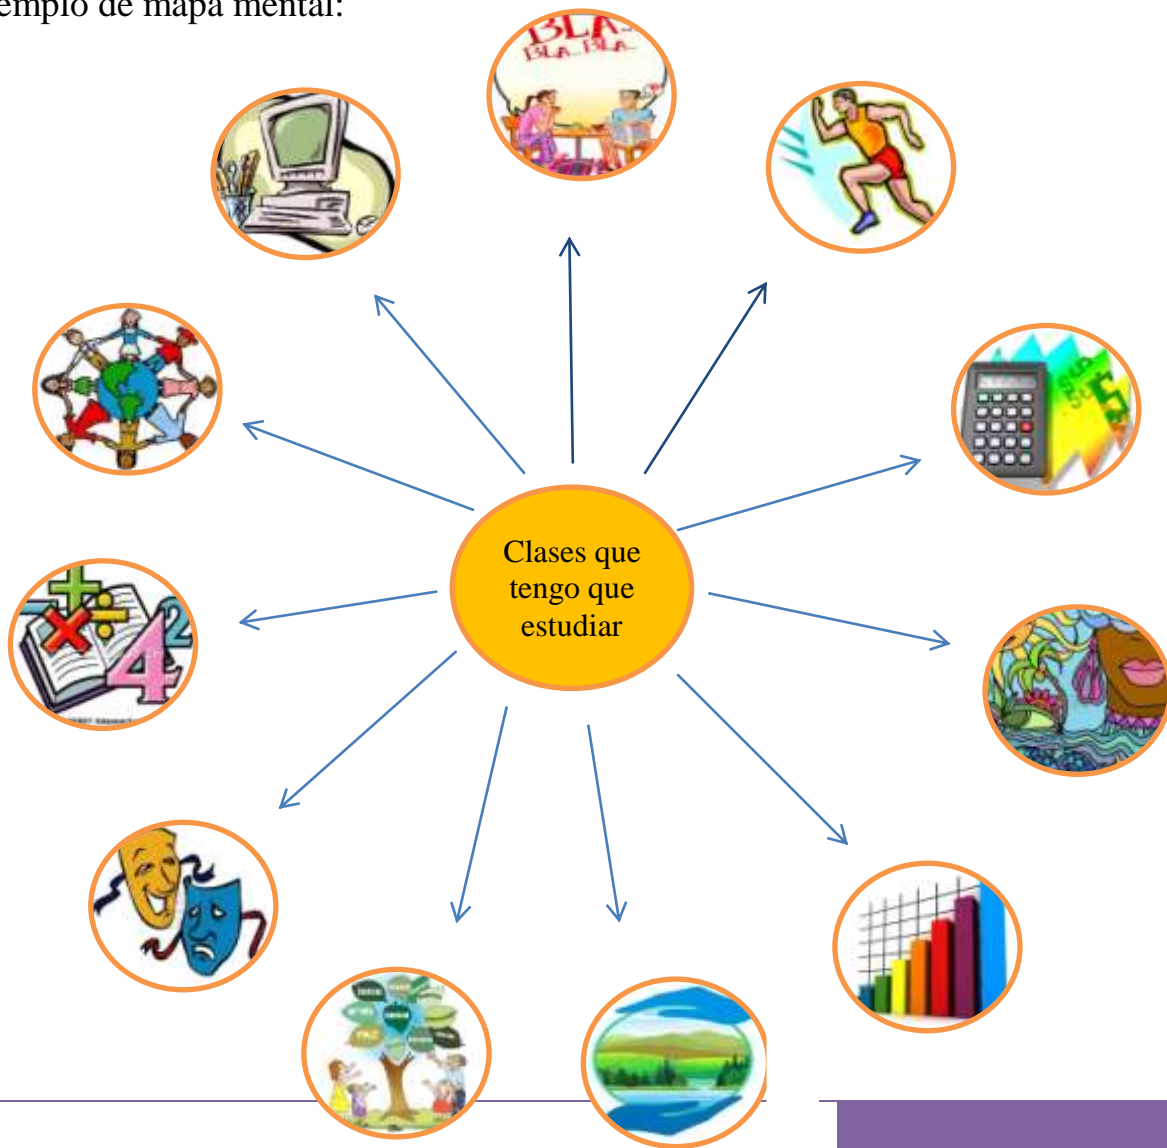 emplo de mapa mental:
BLA...
BLA... BLA...
Clases que
tengo que
estudiar